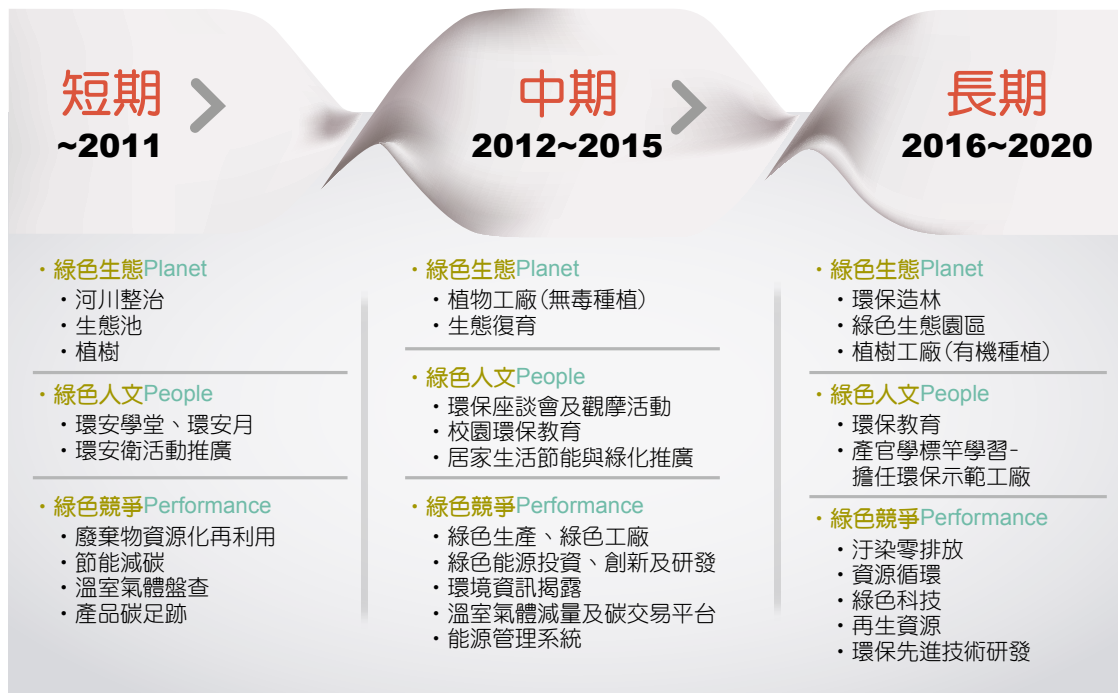 短期
~2011
・綠色生態Planet
・河川整治
・生態池
・植樹
・綠色人文People
・環安學堂、環安月
・環安衛活動推廣
・綠色競爭Performance
・廢棄物資源化再利用
・節能減碳
・溫室氣體盤查
・產品碳足跡
中期
2012~2015
・綠色生態Planet
・植物工廠(無毒種植)
・生態復育
・綠色人文People
・環保座談會及觀摩活動
・校園環保教育
・居家生活節能與綠化推廣
・綠色競爭Performance
・綠色生產、綠色工廠
・綠色能源投資、創新及研發
・環境資訊揭露
・溫室氣體減量及碳交易平台
・能源管理系統
長期
2016~2020
・綠色生態Planet
・環保造林
・綠色生態園區
・植樹工廠(有機種植)
・綠色人文People
・環保教育
・產官學標竿學習-
擔任環保示範工廠
・綠色競爭Performance
・汙染零排放
・資源循環
・綠色科技
・再生資源
・環保先進技術研發